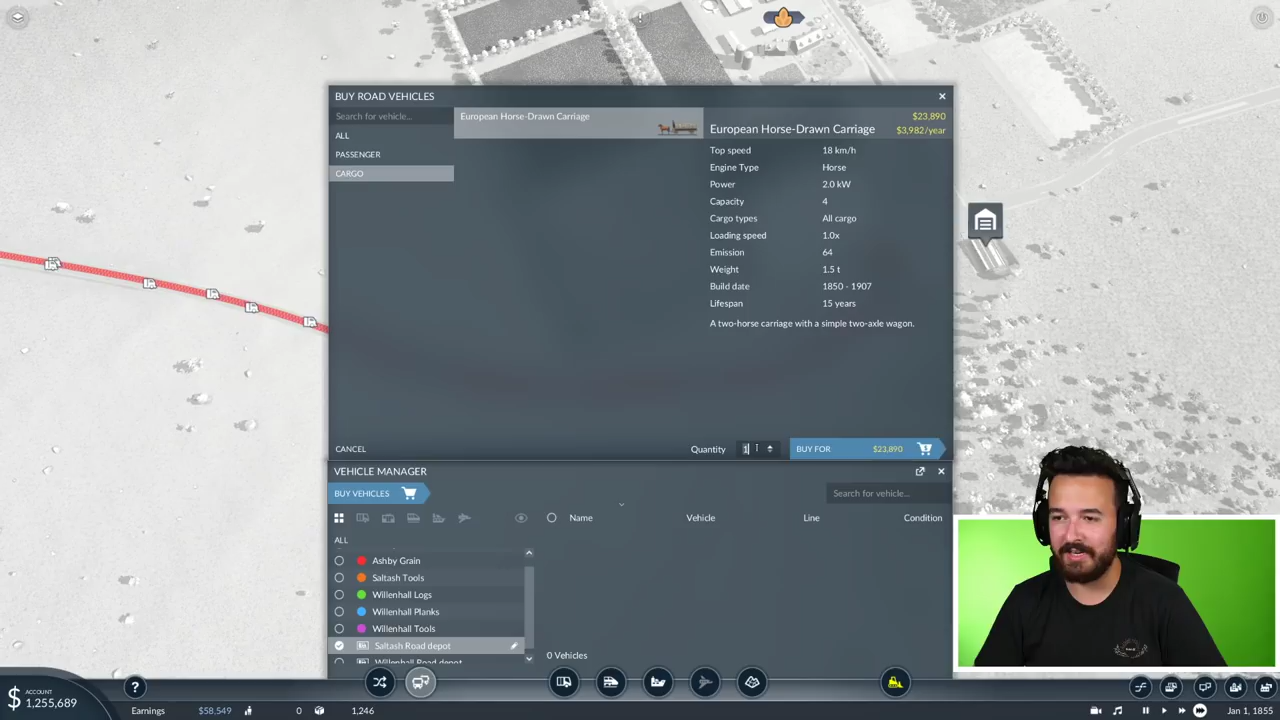 BUY ROAD VEHICLES
Search for vehicle...
ALL
PASSENGER
CARGO
European Horse-Drawn Carriage
European Horse-Drawn Carriage
$23,890
$3,982/year
Top speed 18 km/h
Engine Type Horse
Power 2.0 kW
Capacity 4
Cargo types All cargo
Loading speed 1.0x
Emission 64
Weight 1.5 t
Build date 1850 - 1907
Lifespan 15 years
A two-horse carriage with a simple two-axle wagon.
CANCEL
Quantity 1
BUY FOR $23,890
VEHICLE MANAGER
BUY VEHICLES
Search for vehicle...
Name Vehicle Line Condition
ALL
Ashby Grain
Saltash Tools
Willenhall Logs
Willenhall Planks
Willenhall Tools
Saltash Road depot
Willenhall Road depot
0 Vehicles
$ ACCOUNT
1,255,689
?
Earnings $58,549 0 1,246
Jan 1, 1855